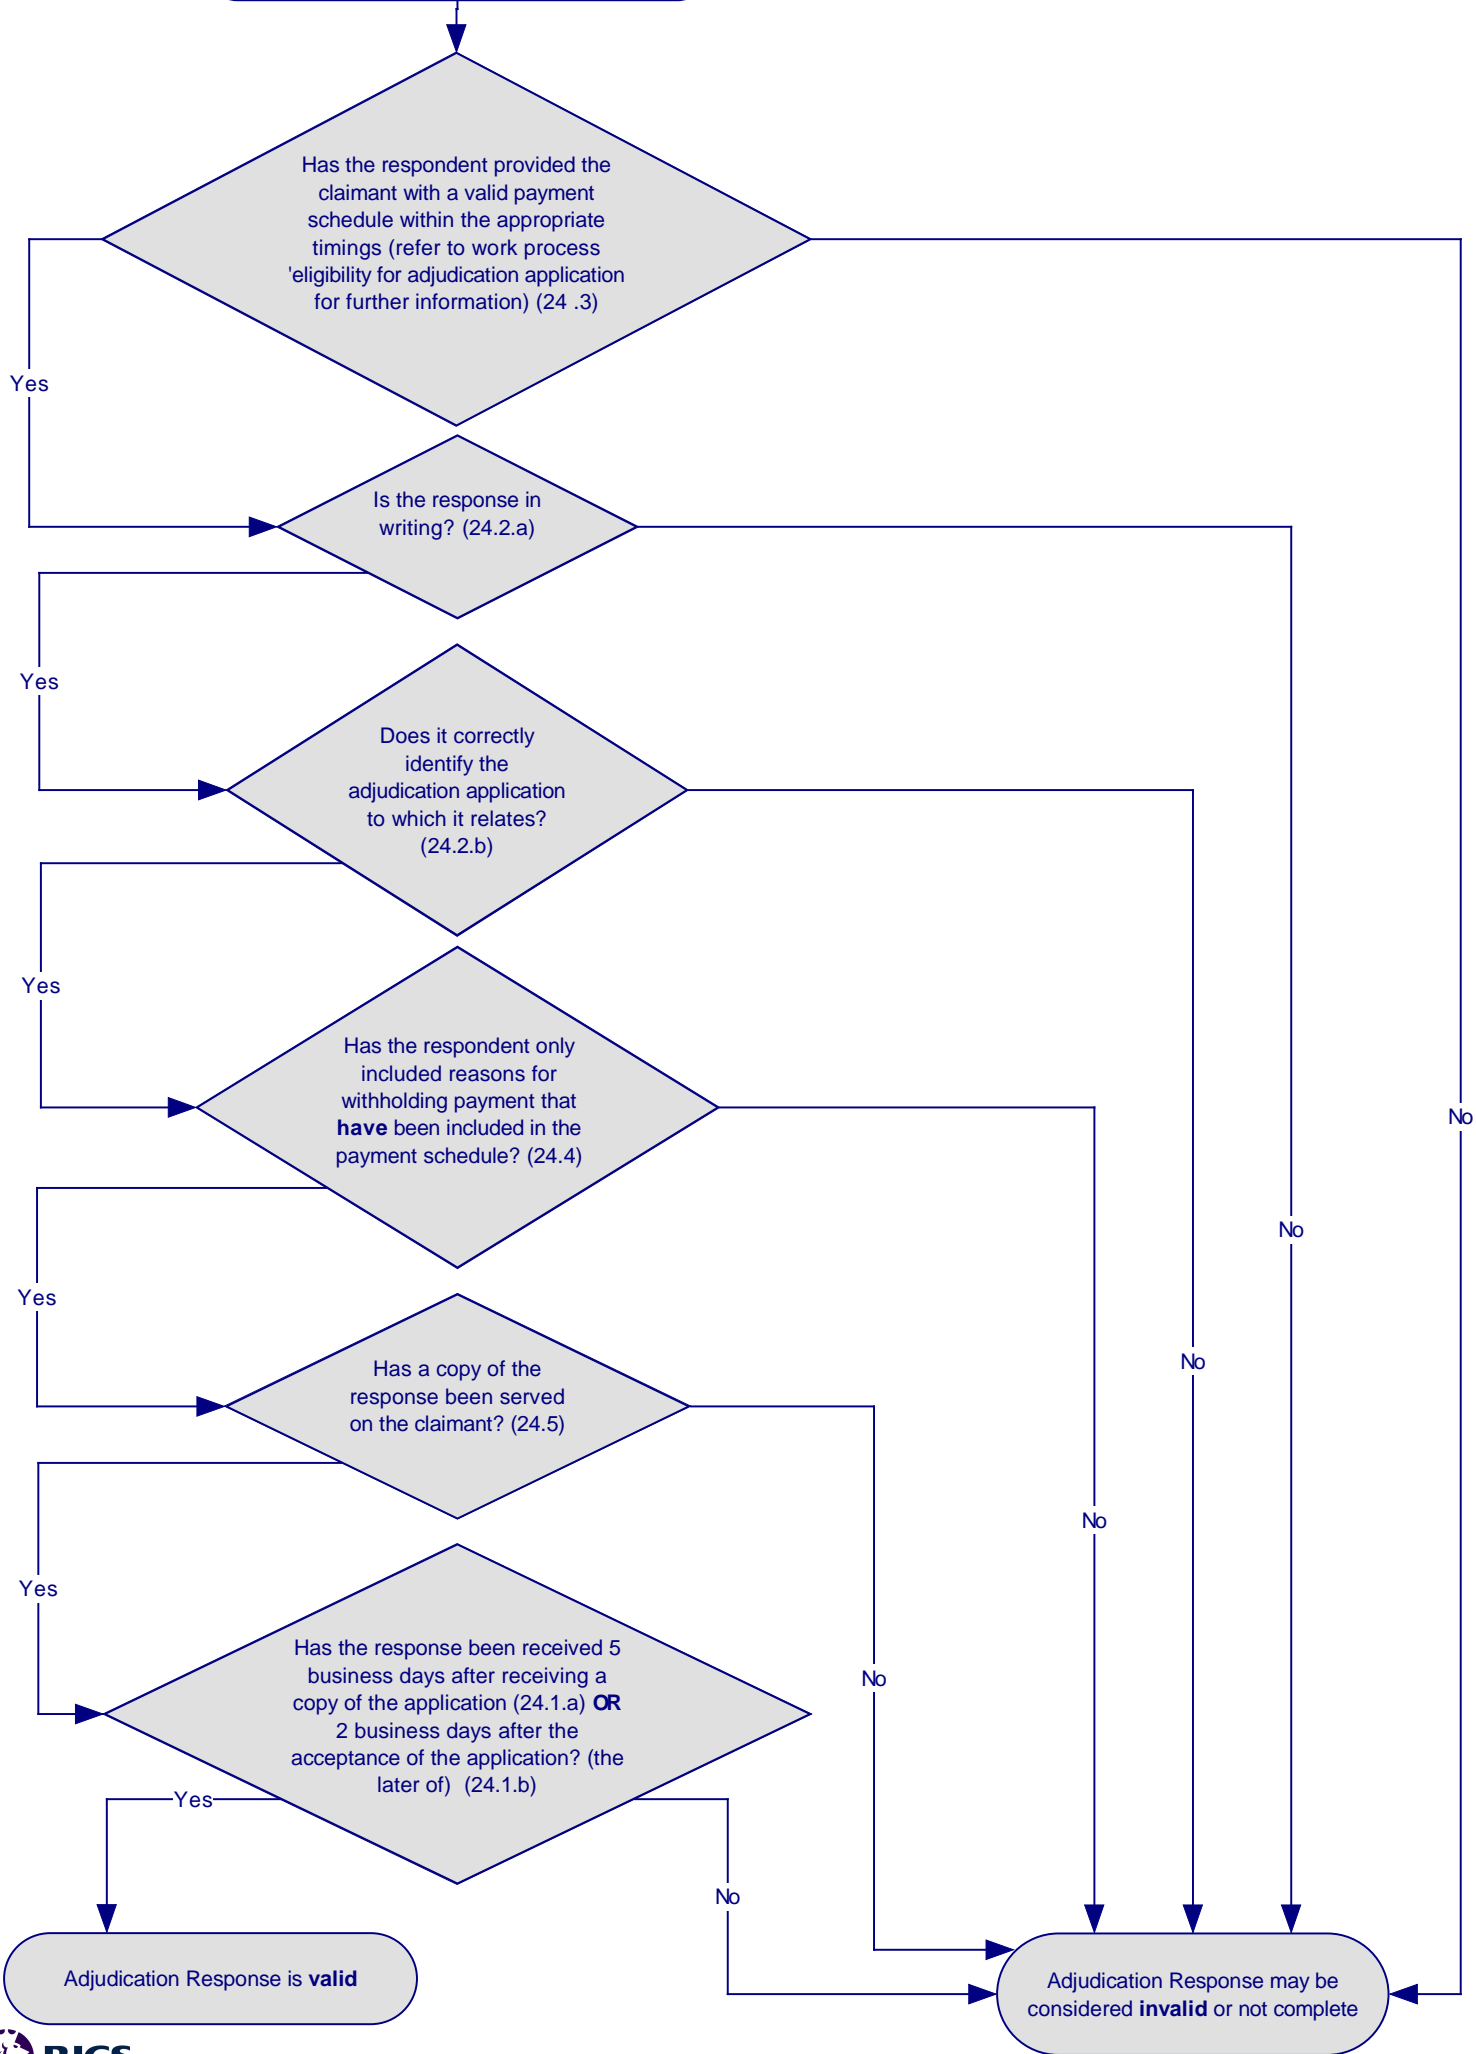 Has the respondent provided the
claimant with a valid payment
schedule within the appropriate
timings (refer to work process
'eligibility for adjudication application
for further information) (24 .3)
Yes
Is the response in
writing? (24.2.a)
Yes
Does it correctly
identify the
adjudication application
to which it relates?
(24.2.b)
Yes
Has the respondent only
included reasons for
withholding payment that
have been included in the
payment schedule? (24.4)
No
No
Yes
Has a copy of the
response been served
on the claimant? (24.5)
No
No
Yes
Has the response been received 5
business days after receiving a
copy of the application (24.1.a) OR
2 business days after the
acceptance of the application? (the
later of)  (24.1.b)
No
Yes
No
Adjudication Response is valid
Adjudication Response may be
considered invalid or not complete
RICS